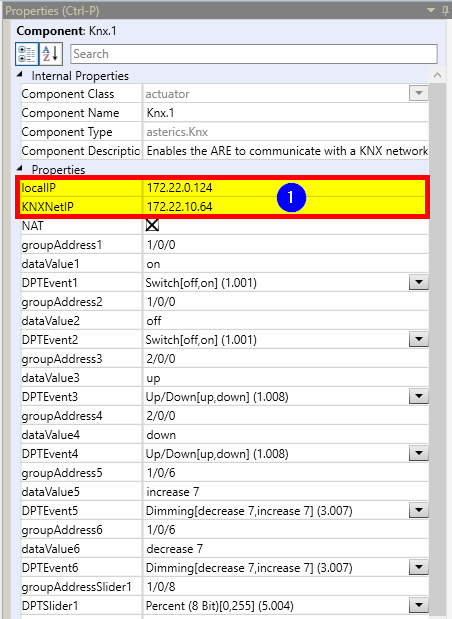 Properties (Ctrl-P)
Component: Knx.1
Search
Internal Properties
Component Class actuator
Component Name Knx.1
Component Type asterics.Knx
Component Descriptio Enables the ARE to communicate with a KNX network
Properties
localIP 172.22.0.124
1
KNXNetIP 172.22.10.64
NAT
groupAddress1 1/0/0
dataValue1 on
DPTEvent1 Switch[off,on] (1.001)
groupAddress2 1/0/0
dataValue2 off
DPTEvent2 Switch[off,on] (1.001)
groupAddress3 2/0/0
dataValue3 up
DPTEvent3 Up/Down[up,down] (1.008)
groupAddress4 2/0/0
dataValue4 down
DPTEvent4 Up/Down[up,down] (1.008)
groupAddress5 1/0/6
dataValue5 increase 7
DPTEvent5 Dimming[decrease 7,increase 7] (3.007)
groupAddress6 1/0/6
dataValue6 decrease 7
DPTEvent6 Dimming[decrease 7,increase 7] (3.007)
groupAddressSlider1 1/0/8
DPTSlider1 Percent (8 Bit)[0,255] (5.004)